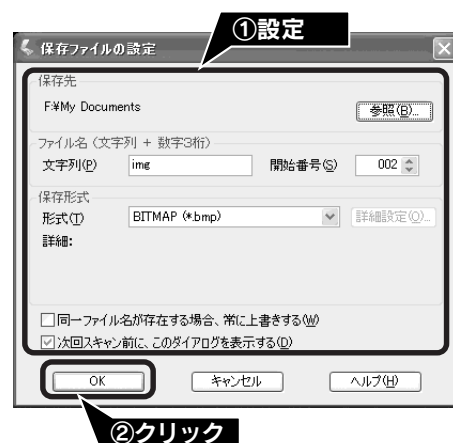 ①設定
保存ファイルの設定
保存先
F:¥My Documents
参照(B)...
ファイル名（文字列 + 数字3桁）
文字列(P) img 開始番号(S) 002
保存形式
形式(T) BITMAP (*.bmp) 詳細設定(O)...
詳細:
同一ファイル名が存在する場合、常に上書きする(W)
次回スキャン前に、このダイアログを表示する(D)
OK キャンセル ヘルプ(H)
②クリック